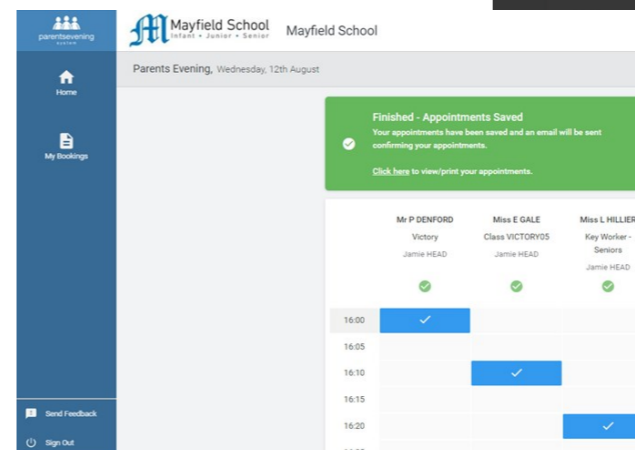 parentsevening
SYSTEM
Mayfield School
Infant • Junior • Senior
Mayfield School
Home
My Bookings
Send Feedback
Sign Out
Parents Evening, Wednesday, 12th August
Finished - Appointments Saved
Your appointments have been saved and an email will be sent
confirming your appointments.
Click here to view/print your appointments.
Mr P DENFORD
Victory
Jamie HEAD
Miss E GALE
Class VICTORY05
Jamie HEAD
Miss L HILLIER
Key Worker -
Seniors
Jamie HEAD
16:00
16:05
16:10
16:15
16:20